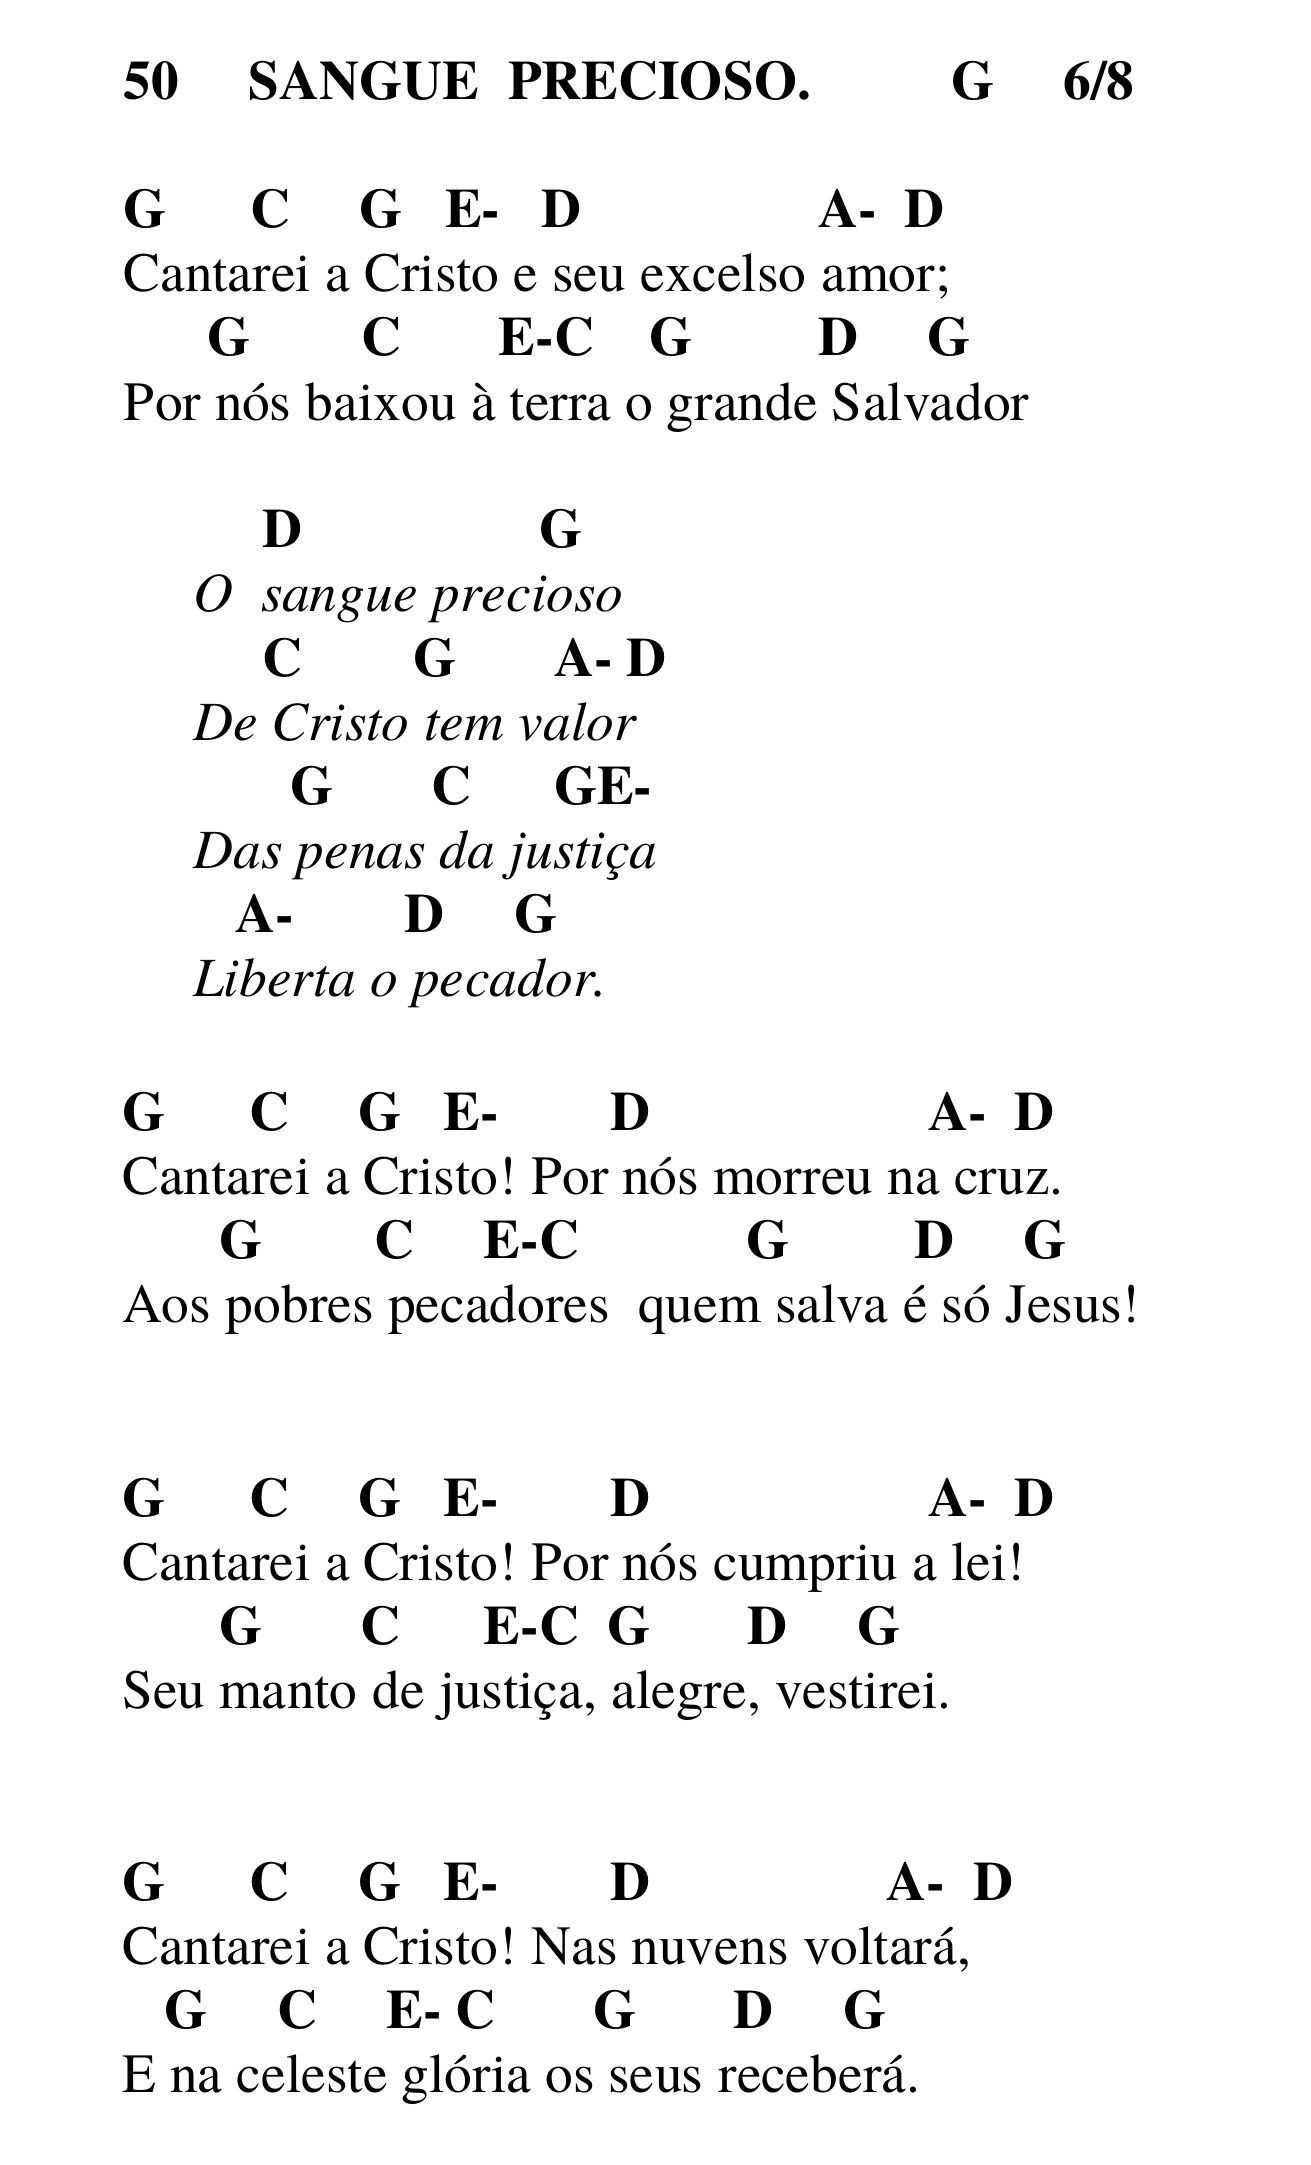 50 SANGUE PRECIOSO. G 6/8
G C G E- D A- D
Cantarei a Cristo e seu excelso amor;
G C E-C G D G
Por nós baixou à terra o grande Salvador
D G
O sangue precioso
C G A- D
De Cristo tem valor
G C GE-
Das penas da justiça
A- D G
Liberta o pecador.
G C G E- D A- D
Cantarei a Cristo! Por nós morreu na cruz.
G C E-C G D G
Aos pobres pecadores quem salva é só Jesus!
G C G E- D A- D
Cantarei a Cristo! Por nós cumpriu a lei!
G C E-C G D G
Seu manto de justiça, alegre, vestirei.
G C G E- D A- D
Cantarei a Cristo! Nas nuvens voltará,
G C E- C G D G
E na celeste glória os seus receberá.